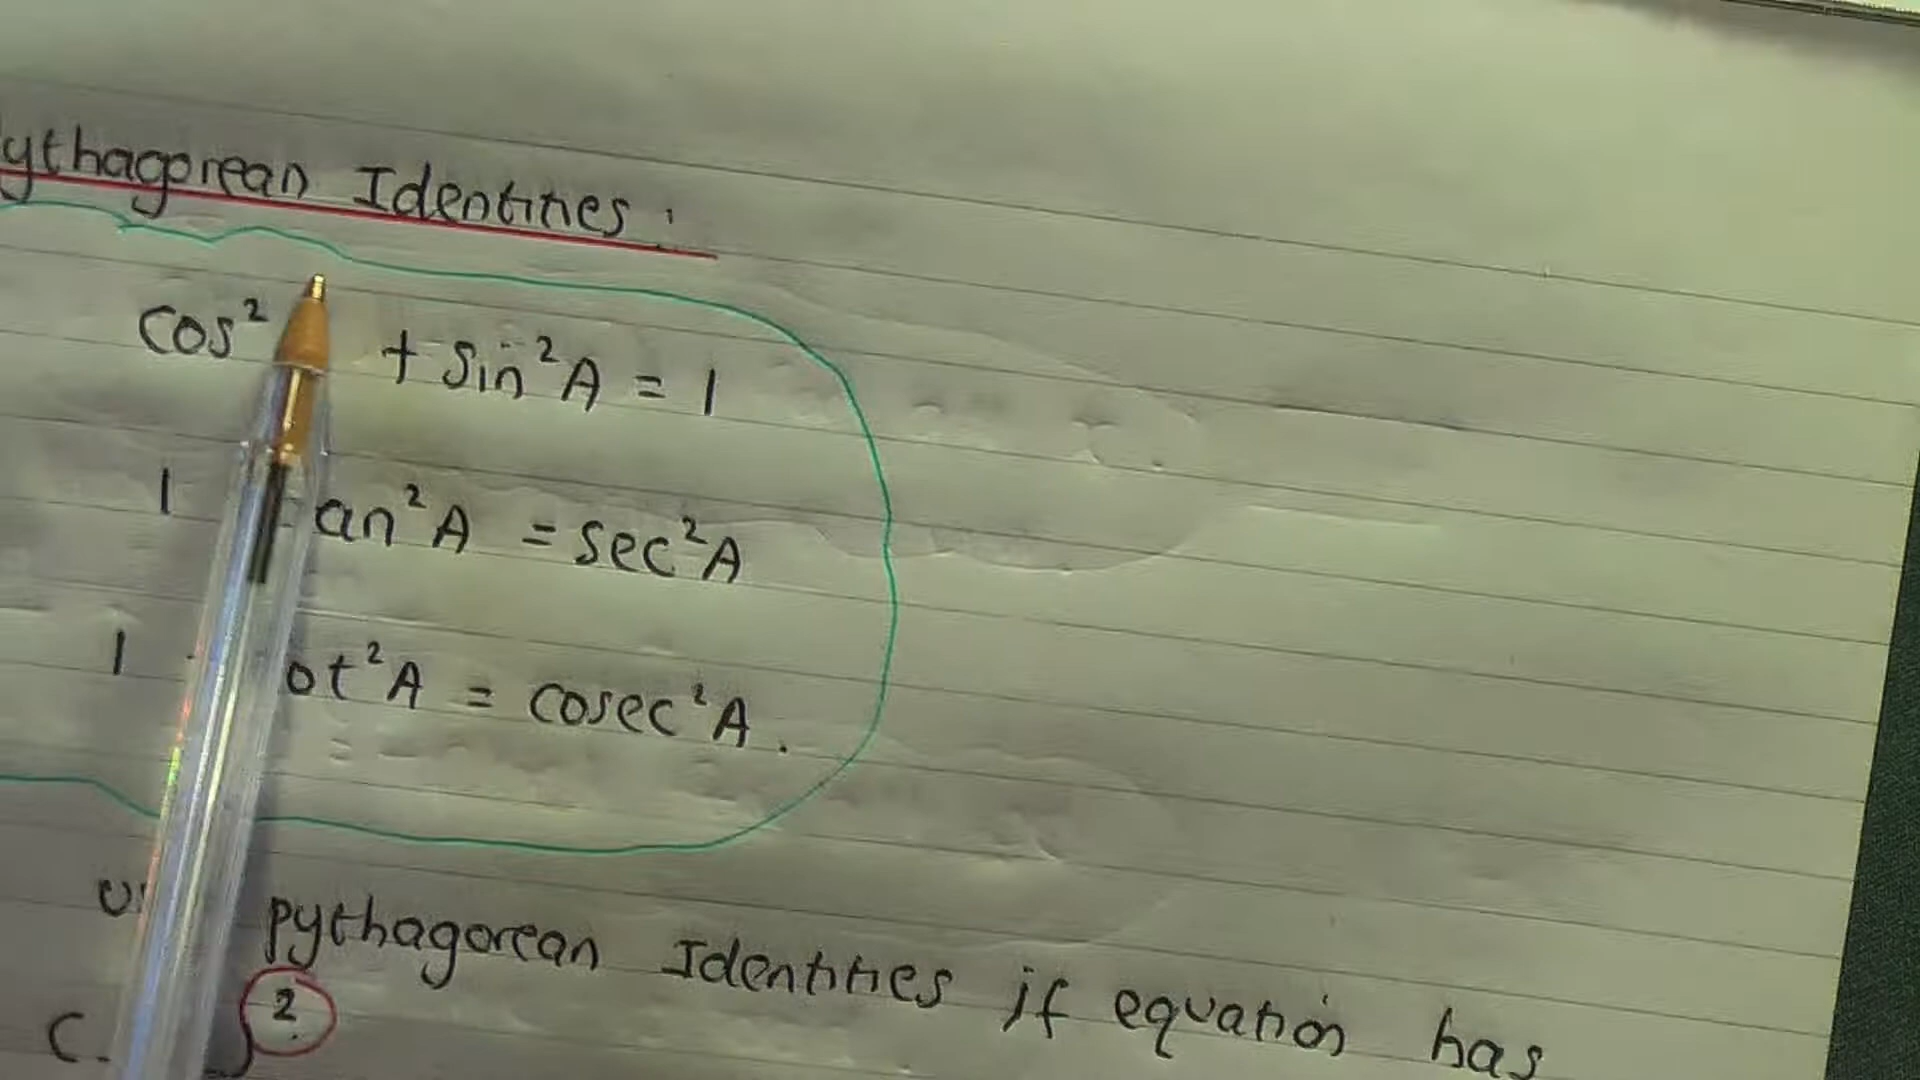 ythagorean Identities:
cos² + sin²A = 1
1 an²A = sec²A
1 ot²A = cosec²A.
pythagorean Identities if equation has
2